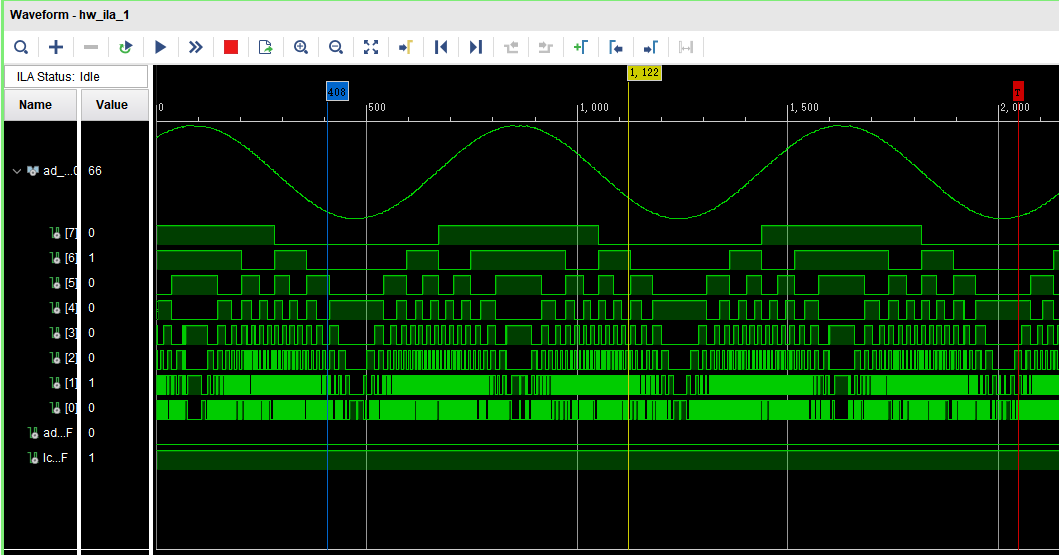 Waveform - hw_ila_1
ILA Status: Idle
Name Value
408
1,122
T
0 500 1,000 1,500 2,000
ad_...0 66
[7] 0
[6] 1
[5] 0
[4] 0
[3] 0
[2] 0
[1] 1
[0] 0
ad...F 0
lc...F 1